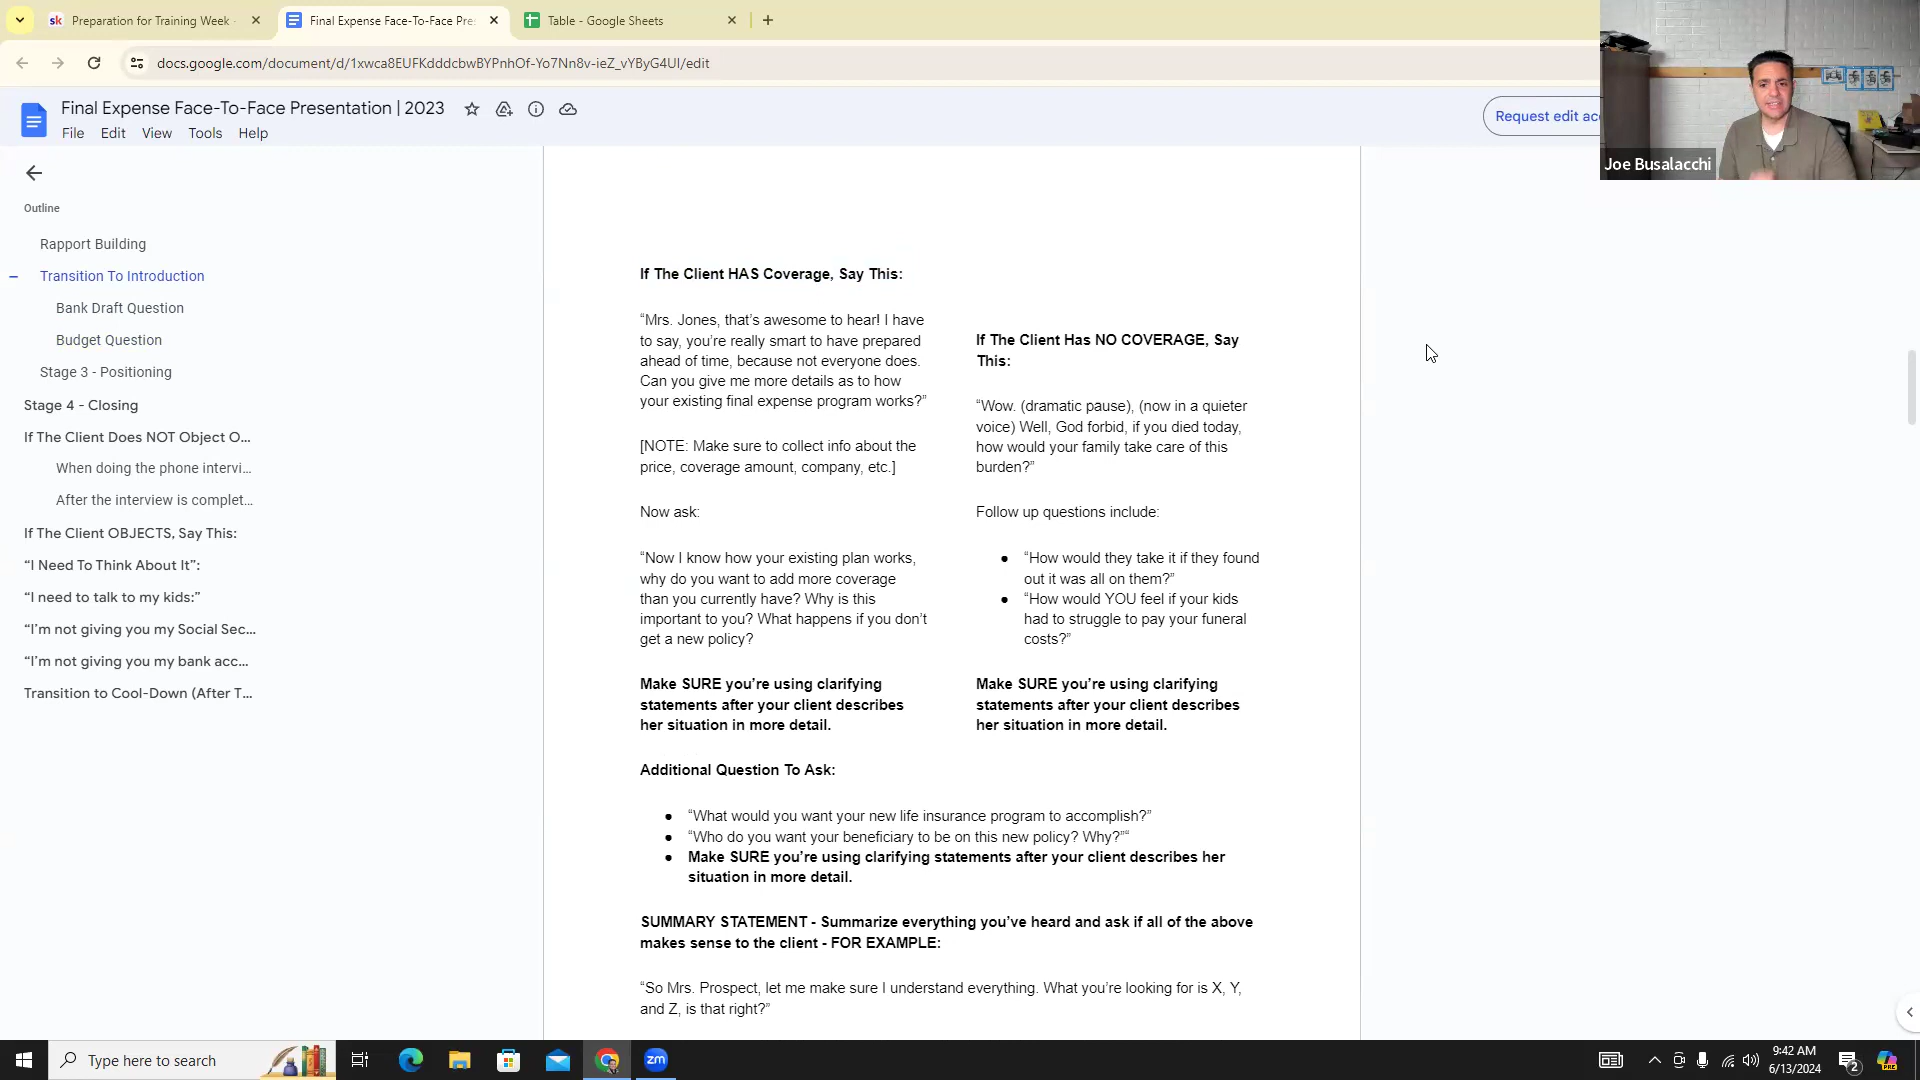 Preparation for Training Week -
Final Expense Face-To-Face Pre
Table - Google Sheets
docs.google.com/document/d/1xwca8EUFKdddcbwBYPnhOf-Yo7Nn8v-ieZ_vYByG4UI/edit
Final Expense Face-To-Face Presentation | 2023
File Edit View Tools Help
Request edit acc
Joe Busalacchi
Outline
Rapport Building
Transition To Introduction
Bank Draft Question
Budget Question
Stage 3 - Positioning
Stage 4 - Closing
If The Client Does NOT Object O...
When doing the phone intervi...
After the interview is complet...
If The Client OBJECTS, Say This:
“I Need To Think About It”:
“I need to talk to my kids:”
“I’m not giving you my Social Sec...
“I’m not giving you my bank acc...
Transition to Cool-Down (After T...
If The Client HAS Coverage, Say This:
“Mrs. Jones, that’s awesome to hear! I have
to say, you’re really smart to have prepared
ahead of time, because not everyone does.
Can you give me more details as to how
your existing final expense program works?”
[NOTE: Make sure to collect info about the
price, coverage amount, company, etc.]
Now ask:
“Now I know how your existing plan works,
why do you want to add more coverage
than you currently have? Why is this
important to you? What happens if you don’t
get a new policy?
Make SURE you’re using clarifying
statements after your client describes
her situation in more detail.
If The Client Has NO COVERAGE, Say
This:
“Wow. (dramatic pause), (now in a quieter
voice) Well, God forbid, if you died today,
how would your family take care of this
burden?”
Follow up questions include:
● “How would they take it if they found
out it was all on them?”
● “How would YOU feel if your kids
had to struggle to pay your funeral
costs?”
Make SURE you’re using clarifying
statements after your client describes
her situation in more detail.
Additional Question To Ask:
● “What would you want your new life insurance program to accomplish?”
● “Who do you want your beneficiary to be on this new policy? Why?”“
● Make SURE you’re using clarifying statements after your client describes her
situation in more detail.
SUMMARY STATEMENT - Summarize everything you’ve heard and ask if all of the above
makes sense to the client - FOR EXAMPLE:
“So Mrs. Prospect, let me make sure I understand everything. What you’re looking for is X, Y,
and Z, is that right?”
Type here to search
zm
9:42 AM
6/13/2024
2